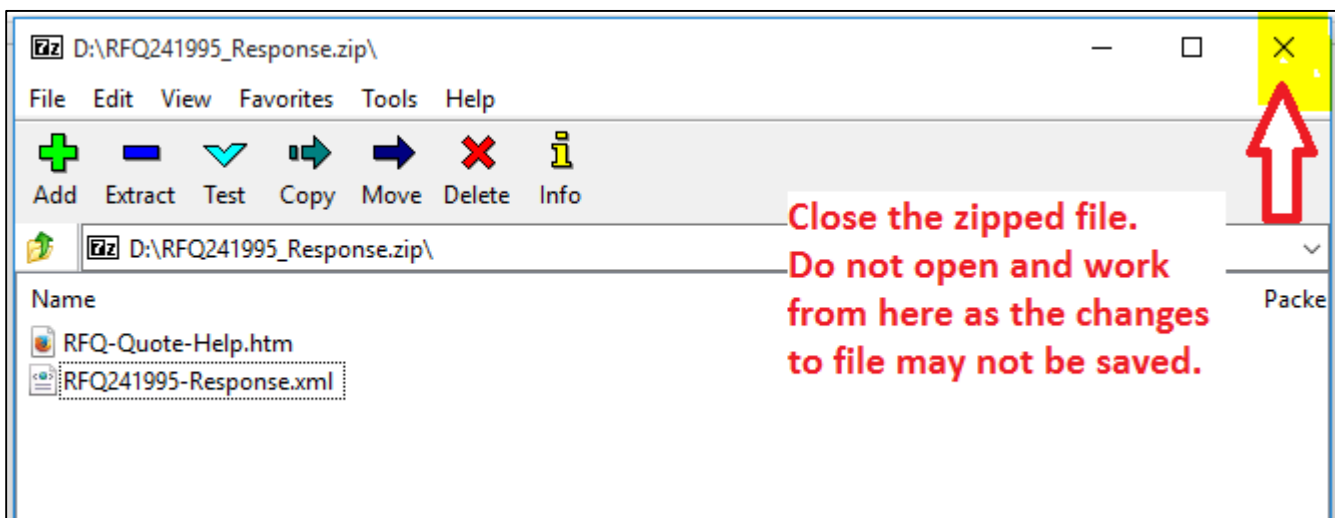 7z D:\RFQ241995_Response.zip\
File Edit View Favorites Tools Help
Add Extract Test Copy Move Delete Info
7z D:\RFQ241995_Response.zip\
Close the zipped file.
Do not open and work
from here as the changes
to file may not be saved.
Name Packe
RFQ-Quote-Help.htm
RFQ241995-Response.xml